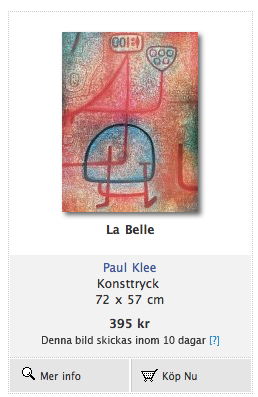 La Belle
Paul Klee
Konsttryck
72 x 57 cm
395 kr
Denna bild skickas inom 10 dagar [?]
Mer info
Köp Nu